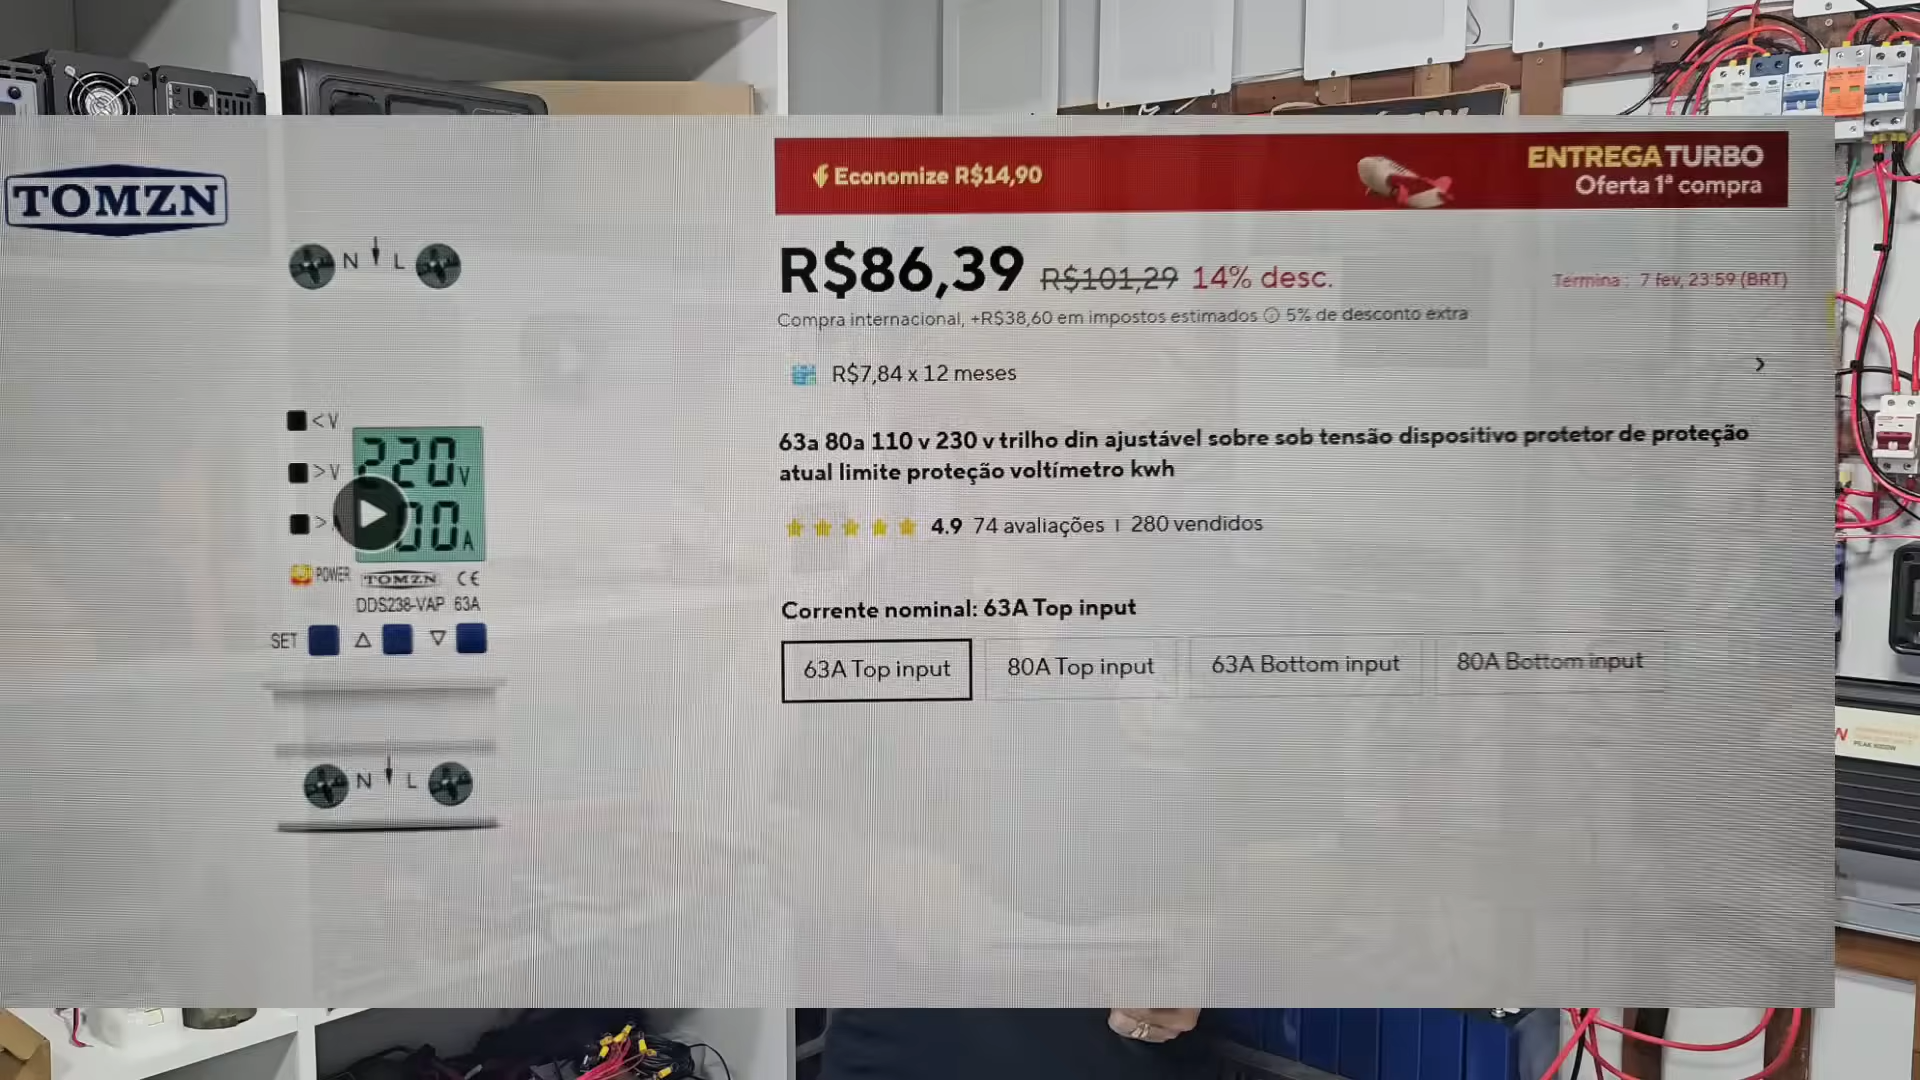 TOMZN
N L
<V
220V
>V
00A
>
POWER TOMZN CE
DDS238-VAP 63A
SET
N L
Economize R$14,90
ENTREGA TURBO
Oferta 1ª compra
R$86,39 R$101,29 14% desc.
Termina : 7 fev, 23:59 (BRT)
Compra internacional, +R$38,60 em impostos estimados 5% de desconto extra
R$7,84 x 12 meses
63a 80a 110 v 230 v trilho din ajustável sobre sob tensão dispositivo protetor de proteção
atual limite proteção voltímetro kwh
4.9 74 avaliações | 280 vendidos
Corrente nominal: 63A Top input
63A Top input 80A Top input 63A Bottom input 80A Bottom input